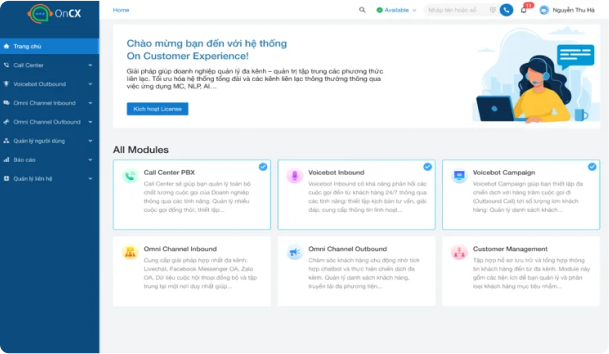 OnCX
Home
Available
Nhập tên hoặc số
17
Nguyễn Thu Hà
Trang chủ
Call Center
Voicebot Outbound
Omni Channel Inbound
Omni Channel Outbound
Quản lý người dùng
Báo cáo
Quản lý liên hệ
Chào mừng bạn đến với hệ thống
On Customer Experience!
Giải pháp giúp doanh nghiệp quản lý đa kênh – quản trị tập trung các phương thức
liên lạc. Tối ưu hóa hệ thống tổng đài và các kênh liên lạc thông thường thông qua
việc ứng dụng MC, NLP, AI...
Kích hoạt License
All Modules
Call Center PBX
Call Center sẽ giúp bạn quản lý toàn bộ
chất lượng cuộc gọi của Doanh nghiệp
thông qua các tính năng: Quản lý nhiều
cuộc gọi đồng thời; thiết lập...
Voicebot Inbound
Voicebot Inbound có khả năng phản hồi các
cuộc gọi đến từ khách hàng 24/7 thông qua
các tính năng: thiết lập kịch bản tư vấn, giải
đáp, cung cấp thông tin linh hoạt...
Voicebot Campaign
Voicebot Campaign giúp bạn thiết lập đa
chiến dịch với hàng trăm cuộc gọi đi
(Outbound Call) tới số lượng lớn khách
hàng: Quản lý danh sách khách...
Omni Channel Inbound
Cung cấp giải pháp hợp nhất đa kênh:
Livechat, Facebook Messenger OA, Zalo
OA, Dữ liệu cuộc hội thoại đồng bộ và tập
trung tại một nơi duy nhất giúp...
Omni Channel Outbound
Chăm sóc khách hàng chủ động nhờ tích
hợp chatbot và thực hiện chiến dịch đa
kênh, Quản lý danh sách khách hàng,
truyền tải đa phương tiện...
Customer Management
Tập hợp hồ sơ lưu trữ và tổng hợp thông
tin khách hàng đến từ đa kênh. Module này
gồm các tiện ích để bạn quản lý và phân
loại khách hàng mục tiêu nhằm...